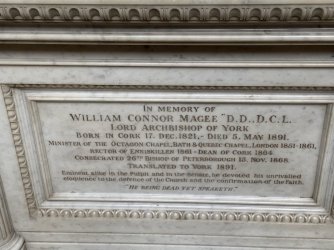 In Memory of
William Connor Magee D.D., D.C.L.
Lord Archbishop of York
Born in Cork 17. Dec. 1821,- Died 5. May 1891.
Minister of the Octagon Chapel, Bath & Quebec Chapel, London 1851-1861,
Rector of Enniskillen 1861 - Dean of Cork 1864
Consecrated 26th Bishop of Peterborough 15. Nov. 1868
Translated to York 1891.
Eloquent alike in the Pulpit and in the Senate, he devoted his unrivalled
eloquence to the defence of the Church and the confirmation of the Faith.
"He being dead yet speaketh."